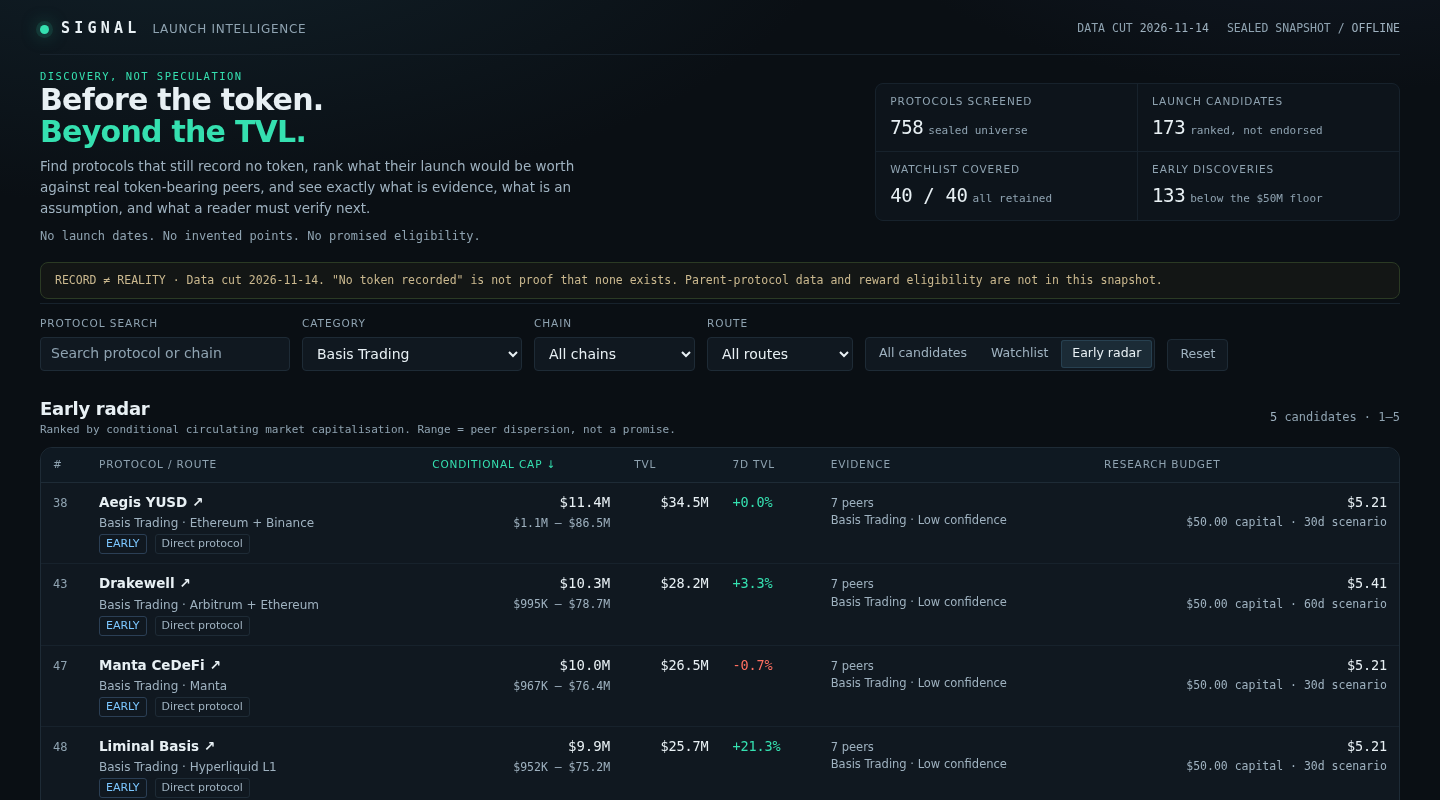 SIGNAL LAUNCH INTELLIGENCE
DATA CUT 2026-11-14 SEALED SNAPSHOT / OFFLINE
DISCOVERY, NOT SPECULATION
Before the token.
Beyond the TVL.
Find protocols that still record no token, rank what their launch would be worth
against real token-bearing peers, and see exactly what is evidence, what is an
assumption, and what a reader must verify next.
No launch dates. No invented points. No promised eligibility.
PROTOCOLS SCREENED
758 sealed universe
LAUNCH CANDIDATES
173 ranked, not endorsed
WATCHLIST COVERED
40 / 40 all retained
EARLY DISCOVERIES
133 below the $50M floor
RECORD ≠ REALITY · Data cut 2026-11-14. "No token recorded" is not proof that none exists. Parent-protocol data and reward eligibility are not in this snapshot.
PROTOCOL SEARCH CATEGORY CHAIN ROUTE
Search protocol or chain Basis Trading All chains All routes All candidates Watchlist Early radar Reset
Early radar
Ranked by conditional circulating market capitalisation. Range = peer dispersion, not a promise.
5 candidates · 1–5
# PROTOCOL / ROUTE CONDITIONAL CAP ↓ TVL 7D TVL EVIDENCE RESEARCH BUDGET
38 Aegis YUSD ↗ $11.4M $34.5M +0.0% 7 peers $5.21
Basis Trading · Ethereum + Binance $1.1M – $86.5M Basis Trading · Low confidence $50.00 capital · 30d scenario
EARLY Direct protocol
43 Drakewell ↗ $10.3M $28.2M +3.3% 7 peers $5.41
Basis Trading · Arbitrum + Ethereum $995K – $78.7M Basis Trading · Low confidence $50.00 capital · 60d scenario
EARLY Direct protocol
47 Manta CeDeFi ↗ $10.0M $26.5M -0.7% 7 peers $5.21
Basis Trading · Manta $967K – $76.4M Basis Trading · Low confidence $50.00 capital · 30d scenario
EARLY Direct protocol
48 Liminal Basis ↗ $9.9M $25.7M +21.3% 7 peers $5.21
Basis Trading · Hyperliquid L1 $952K – $75.2M Basis Trading · Low confidence $50.00 capital · 30d scenario
EARLY Direct protocol